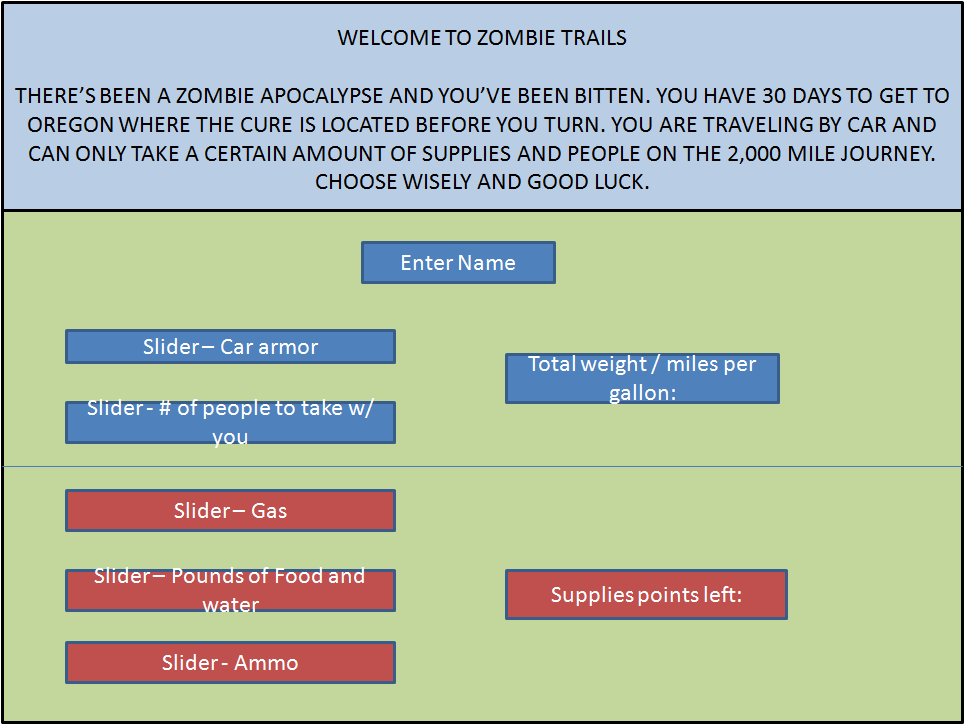 WELCOME TO ZOMBIE TRAILS
THERE’S BEEN A ZOMBIE APOCALYPSE AND YOU’VE BEEN BITTEN. YOU HAVE 30 DAYS TO GET TO
OREGON WHERE THE CURE IS LOCATED BEFORE YOU TURN. YOU ARE TRAVELING BY CAR AND
CAN ONLY TAKE A CERTAIN AMOUNT OF SUPPLIES AND PEOPLE ON THE 2,000 MILE JOURNEY.
CHOOSE WISELY AND GOOD LUCK.
Enter Name
Slider – Car armor
Slider - # of people to take w/
you
Total weight / miles per
gallon:
Slider – Gas
Slider – Pounds of Food and
water
Slider - Ammo
Supplies points left: